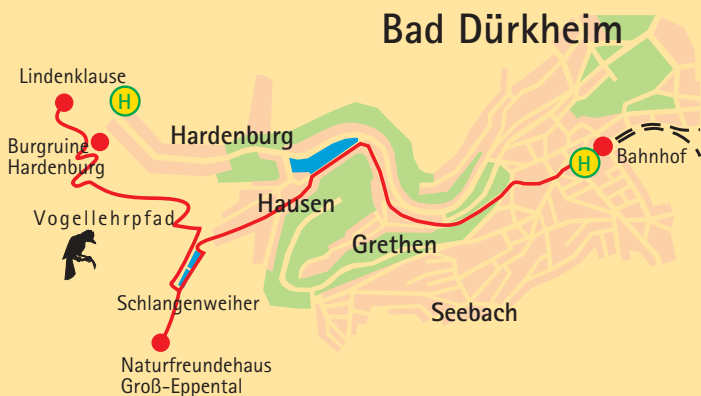 Bad Dürkheim
Lindenklause
H
Hardenburg
Burgruine
Hardenburg
H
Bahnhof
Hausen
Vogellehrpfad
Grethen
Schlangenweiher
Seebach
Naturfreundehaus
Groß-Eppental